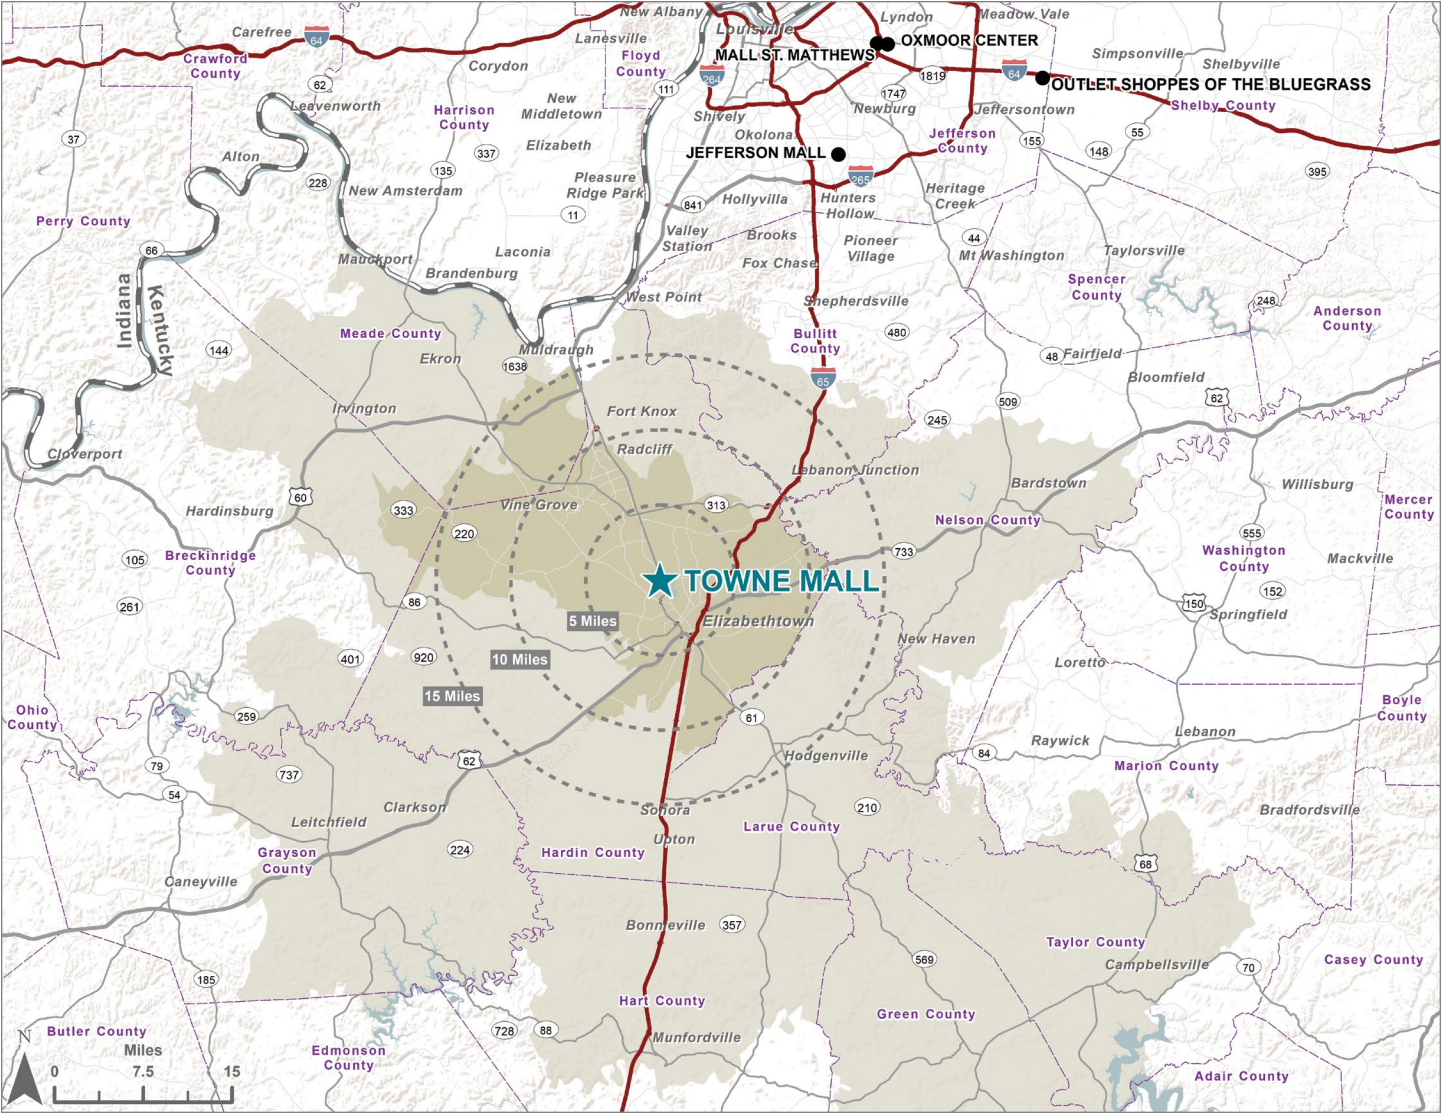 New Albany
Louisville
Lyndon
Meadow Vale
Carefree
64
Lanesville
OXMOOR CENTER
MALL ST. MATTHEWS
Simpsonville
Shelbyville
Crawford
County
Corydon
Floyd
County
264
1819
64
OUTLET SHOPPES OF THE BLUEGRASS
62
111
1747
Leavenworth
Harrison
County
New
Middletown
Shively
Newburg
Jeffersontown
Shelby County
37
Okolona
Jefferson
County
155
55
148
337
Elizabeth
JEFFERSON MALL
Alton
135
228
New Amsterdam
Pleasure
Ridge Park
265
395
Heritage
Creek
Hollyvilla
Hunters
Hollow
841
11
Perry County
66
Valley
Station
Brooks
Pioneer
Village
44
Mt Washington
Taylorsville
Laconia
Mauckport
Brandenburg
Fox Chase
Spencer
County
Indiana
Kentucky
West Point
Shepherdsville
248
Anderson
County
Meade County
Bullitt
County
480
144
Ekron
1638
Muldraugh
48
Fairfield
65
Bloomfield
62
Irvington
Fort Knox
509
245
Cloverport
Radcliff
Lebanon Junction
60
Bardstown
Willisburg
Hardinsburg
333
Vine Grove
313
Mercer
County
220
Nelson County
555
105
Breckinridge
County
733
Washington
County
Mackville
TOWNE MALL
261
86
150
152
Springfield
5 Miles
Elizabethtown
New Haven
401
920
10 Miles
Loretto
15 Miles
Ohio
County
259
61
Boyle
County
Lebanon
Raywick
84
79
62
Hodgenville
Marion County
737
54
Clarkson
Sonora
210
Bradfordsville
Leitchfield
Larue County
Upton
224
Grayson
County
Hardin County
68
Caneyville
Bonnieville
357
Taylor County
569
Campbellsville
70
Casey County
185
Hart County
Green County
Butler County
728
88
Munfordville
Edmonson
County
Adair County
N
Miles
0
7.5
15